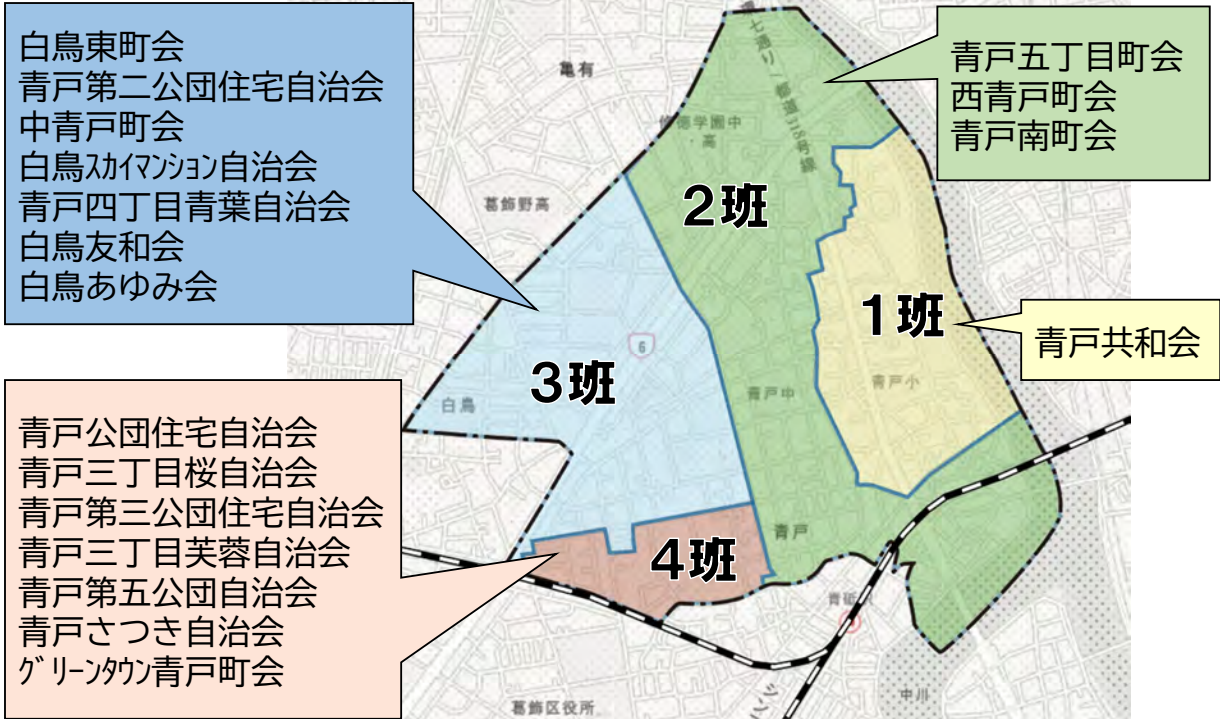 白鳥東町会
青戸第二公団住宅自治会
中青戸町会
白鳥ｽｶｲﾏﾝｼｮﾝ自治会
青戸四丁目青葉自治会
白鳥友和会
白鳥あゆみ会
青戸五丁目町会
西青戸町会
青戸南町会
亀有
修徳学園中
・高
葛飾野高
2班
1班
青戸共和会
6
3班
青戸中
青戸小
白鳥
青戸公団住宅自治会
青戸三丁目桜自治会
青戸第三公団住宅自治会
青戸三丁目芙蓉自治会
青戸第五公団自治会
青戸さつき自治会
ｸﾞﾘｰﾝﾀｳﾝ青戸町会
青戸
4班
中川
葛飾区役所